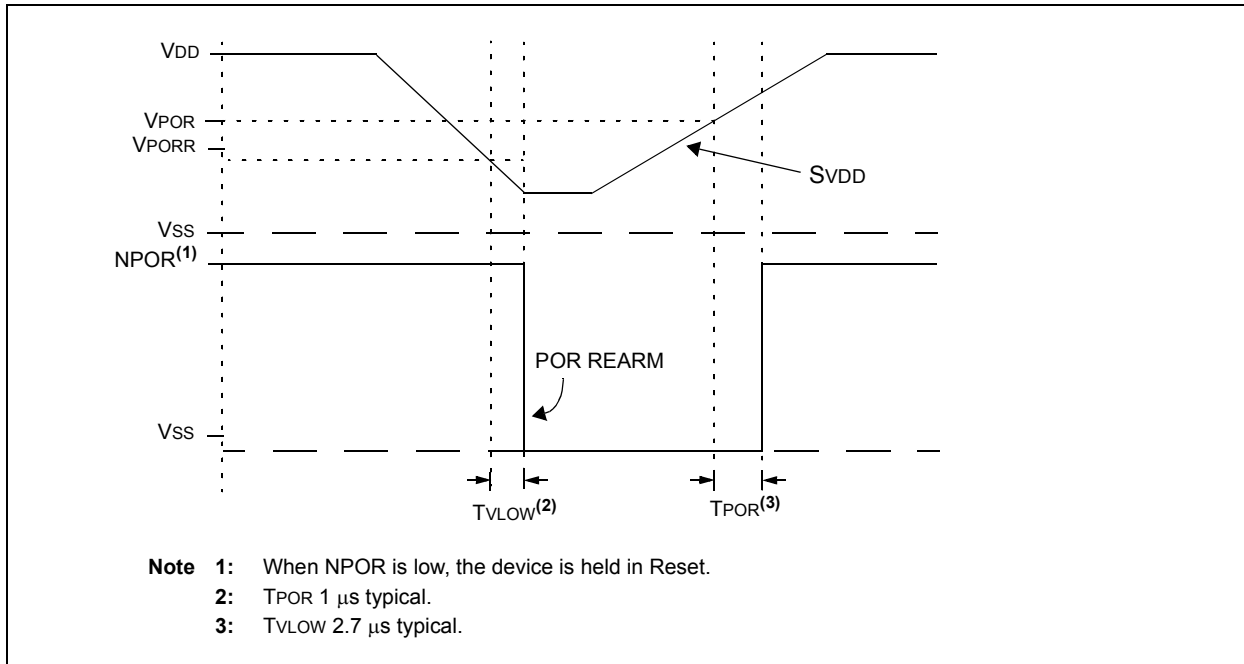 VDD
VPOR
VPORR
SVDD
VSS
NPOR(1)
POR REARM
VSS
TVLOW(2)
TPOR(3)
Note 1: When NPOR is low, the device is held in Reset.
2: TPOR 1 μs typical.
3: TVLOW 2.7 μs typical.